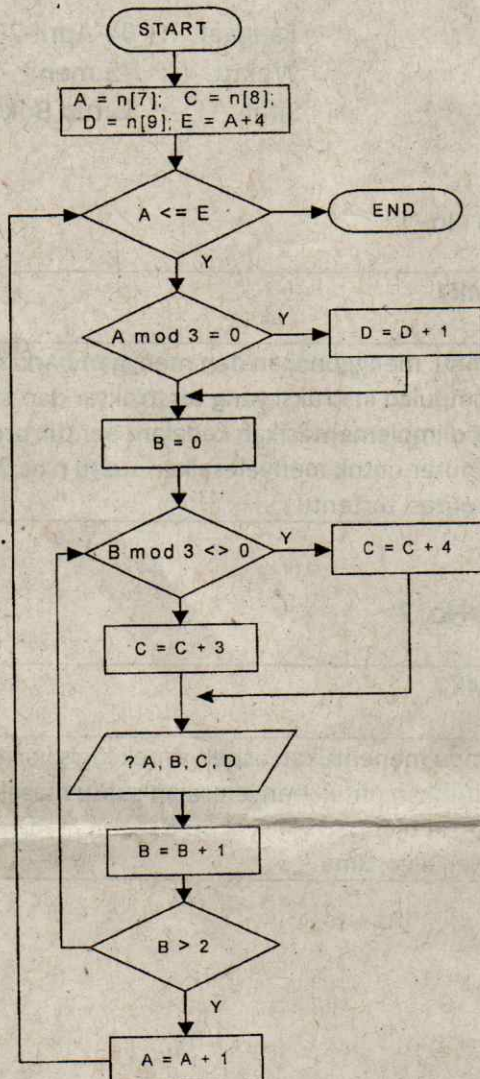 START
A = n[7]; C = n[8];
D = n[9]; E = A+4
A <= E
END
Y
A mod 3 = 0
Y
D = D + 1
B = 0
B mod 3 <> 0
Y
C = C + 4
C = C + 3
? A, B, C, D
B = B + 1
B > 2
Y
A = A + 1